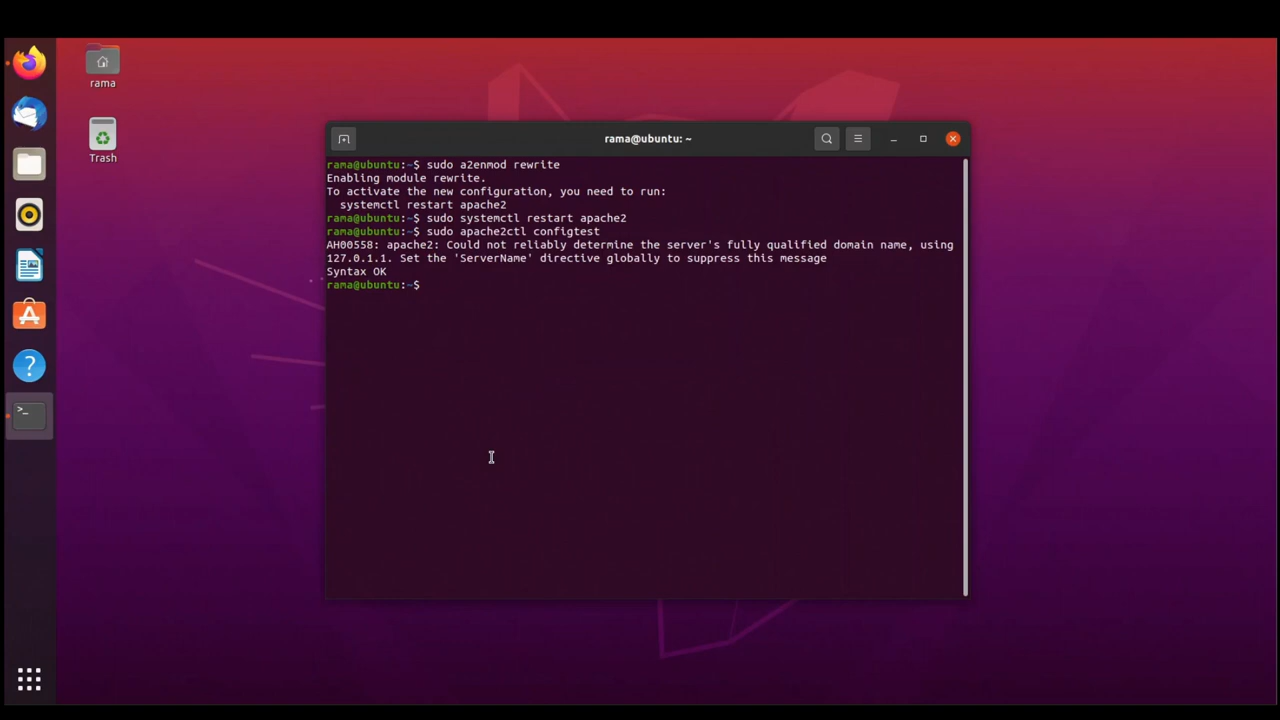 rama
Trash
rama@ubuntu: ~
rama@ubuntu:~$ sudo a2enmod rewrite
Enabling module rewrite.
To activate the new configuration, you need to run:
  systemctl restart apache2
rama@ubuntu:~$ sudo systemctl restart apache2
rama@ubuntu:~$ sudo apache2ctl configtest
AH00558: apache2: Could not reliably determine the server's fully qualified domain name, using
127.0.1.1. Set the 'ServerName' directive globally to suppress this message
Syntax OK
rama@ubuntu:~$